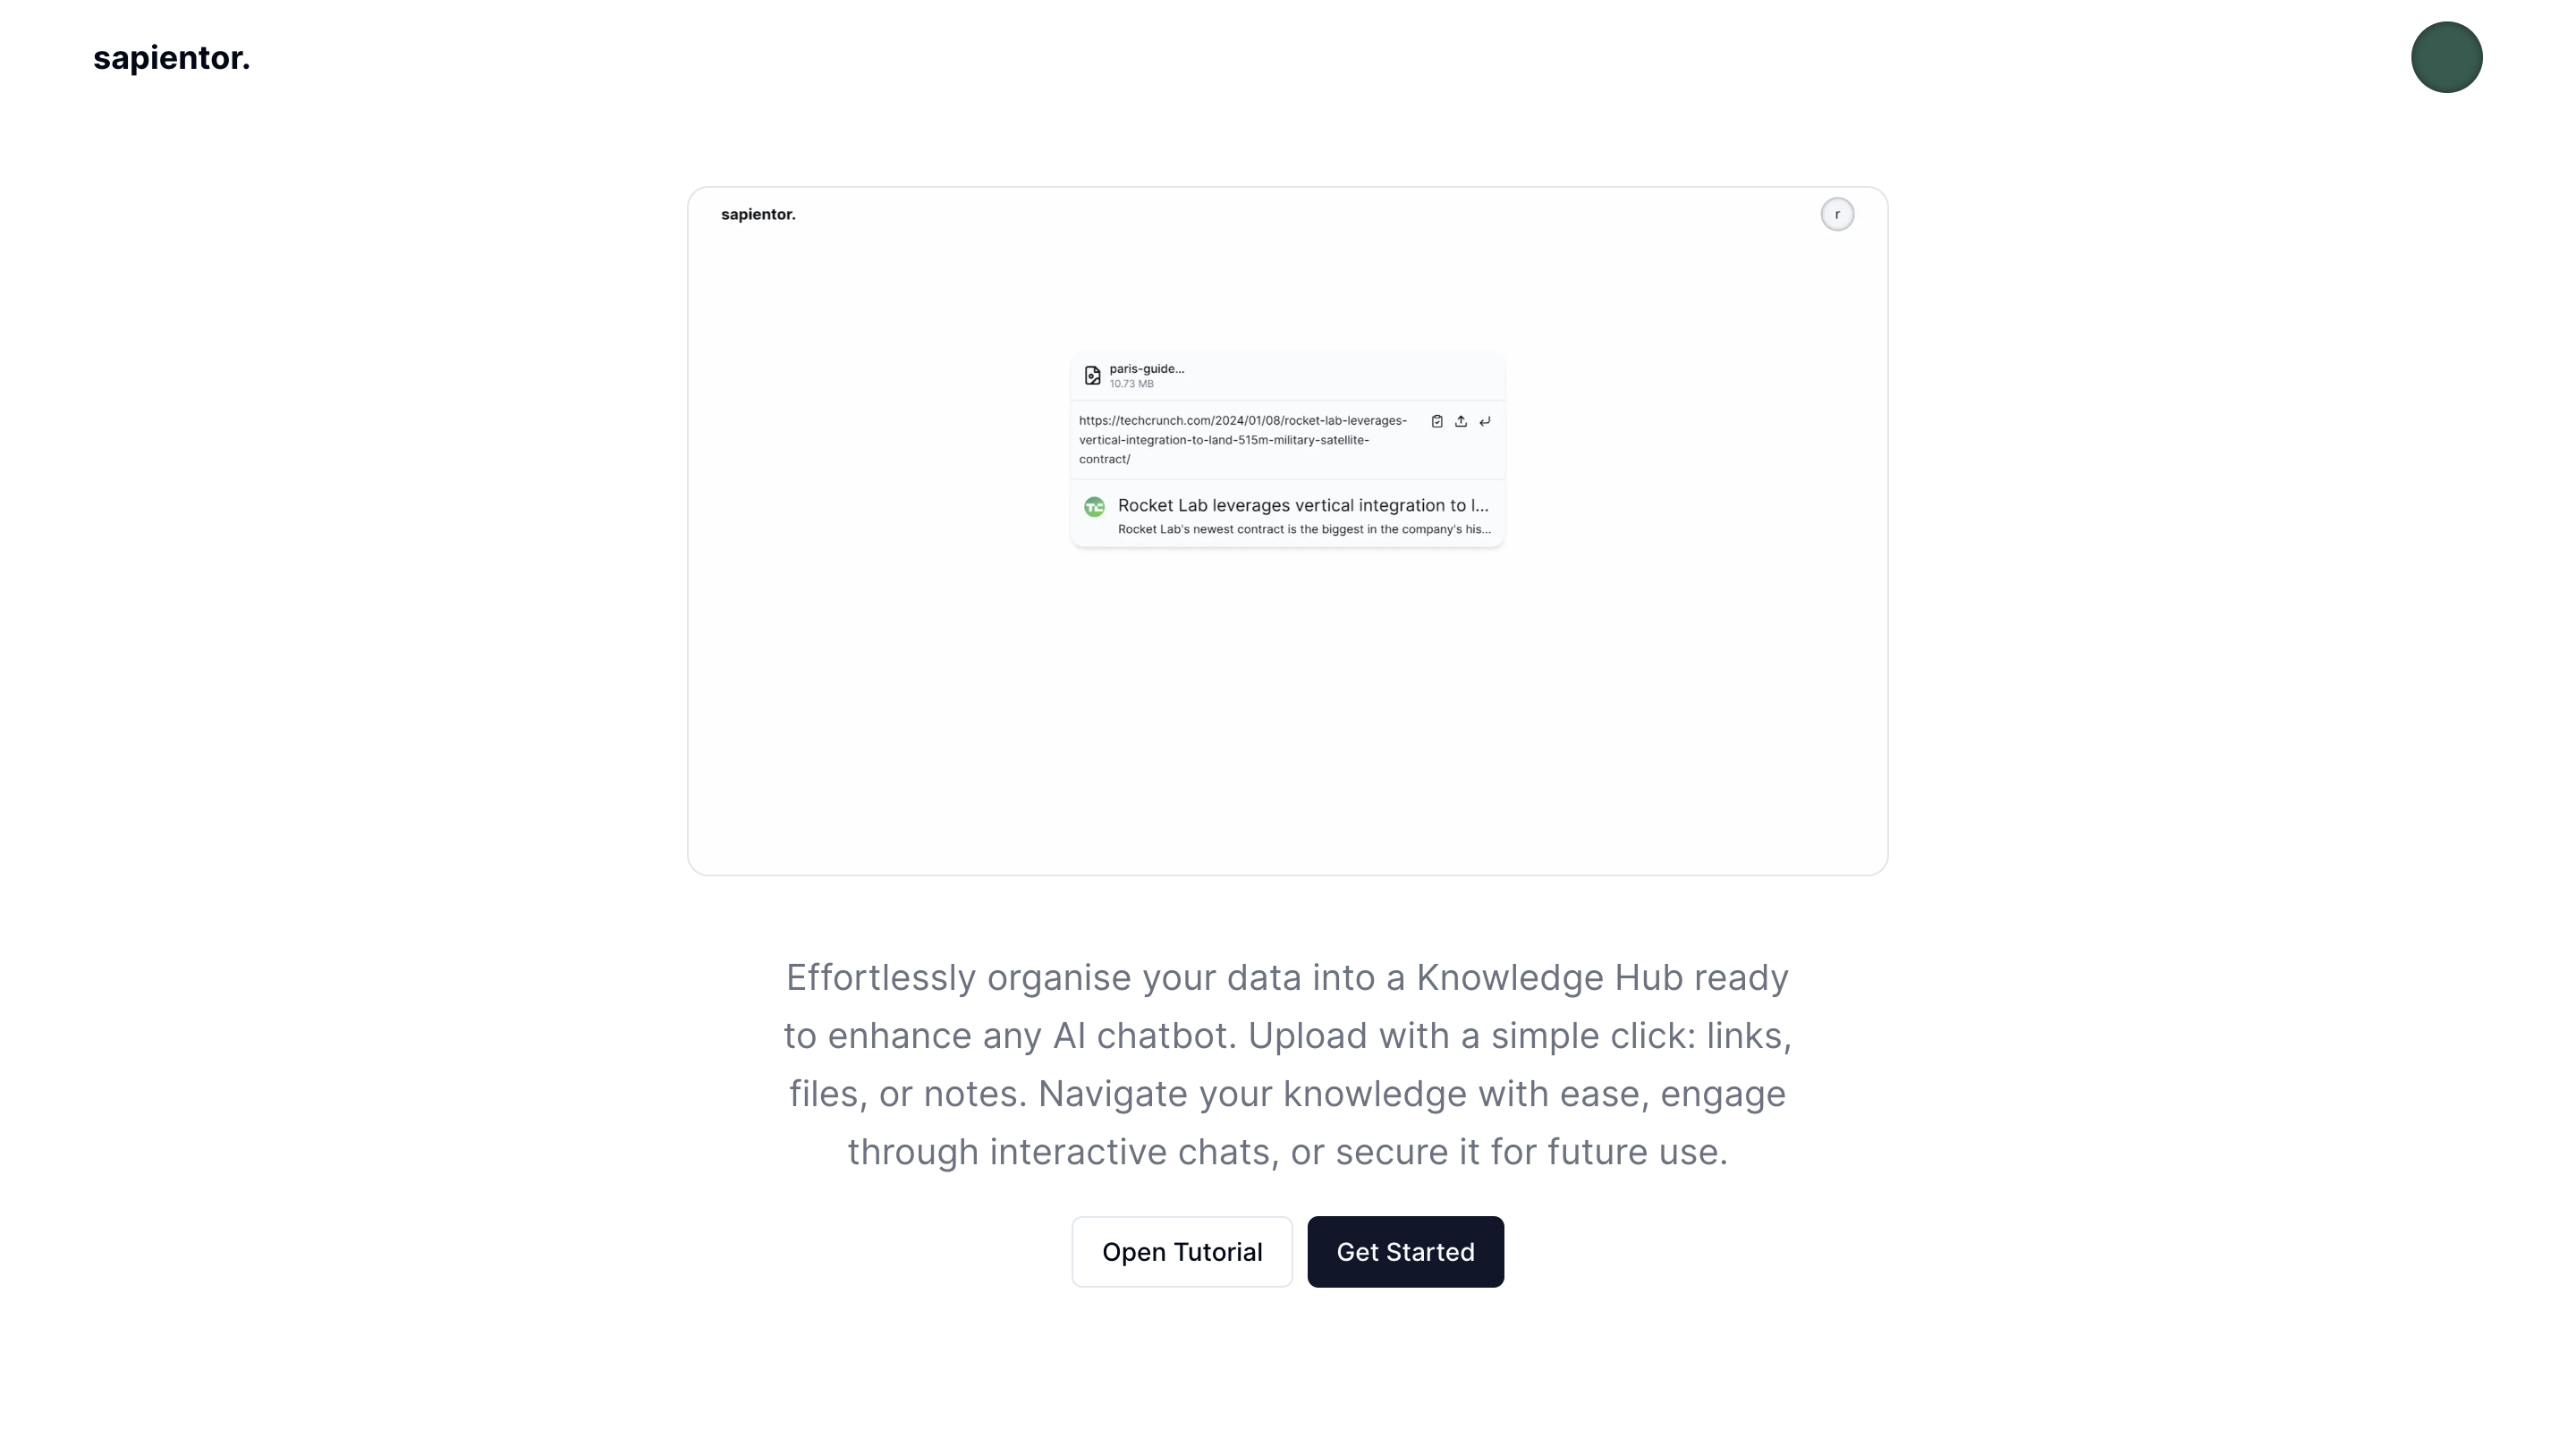 sapientor.
sapientor.
r
paris-guide...
10.73 MB
https://techcrunch.com/2024/01/08/rocket-lab-leverages-
vertical-integration-to-land-515m-military-satellite-
contract/
TC
Rocket Lab leverages vertical integration to l...
Rocket Lab's newest contract is the biggest in the company's his...
Effortlessly organise your data into a Knowledge Hub ready
to enhance any AI chatbot. Upload with a simple click: links,
files, or notes. Navigate your knowledge with ease, engage
through interactive chats, or secure it for future use.
Open Tutorial
Get Started